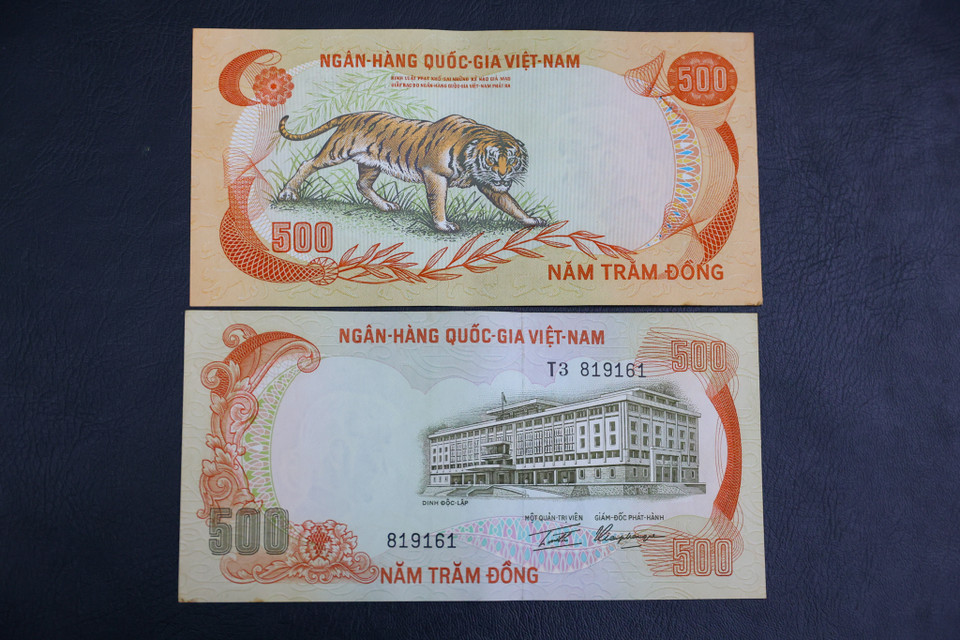 NGÂN-HÀNG QUỐC-GIA VIỆT-NAM
500
500
NĂM TRĂM ĐỒNG
NGÂN-HÀNG QUỐC-GIA VIỆT-NAM
500
T3 819161
DINH ĐỘC-LẬP
MỘT QUẢN-TRỊ VIÊN GIÁM-ĐỐC PHÁT-HÀNH
500
819161
500
NĂM TRĂM ĐỒNG